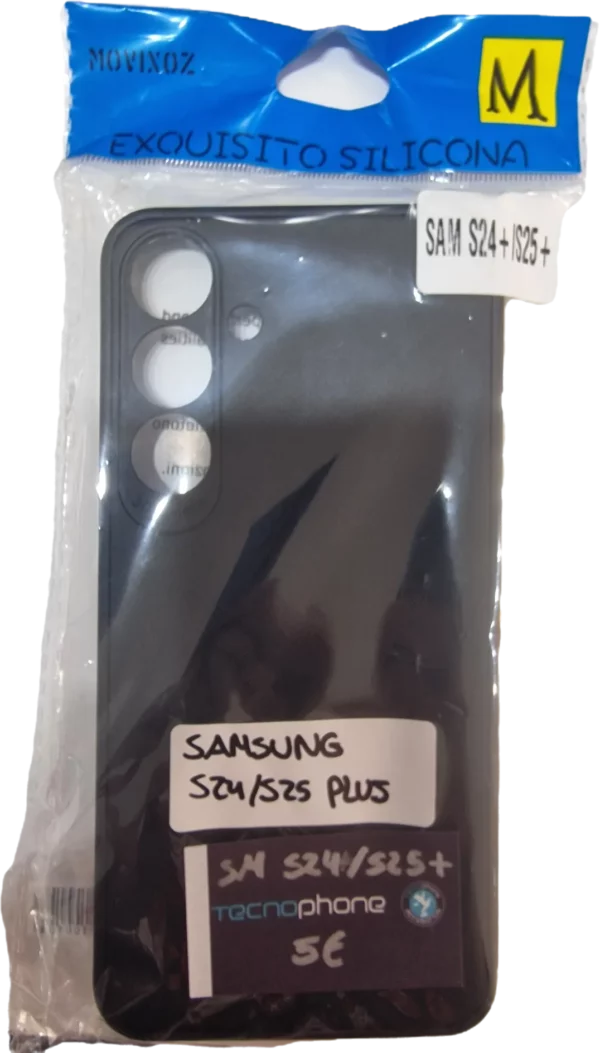 MOVIXOZ
M
EXQUISITO SILICONA
SAM S24+/S25+
SAMSUNG
S24/S25 PLUS
SM S24+/S25+
TECNOPHONE
5€